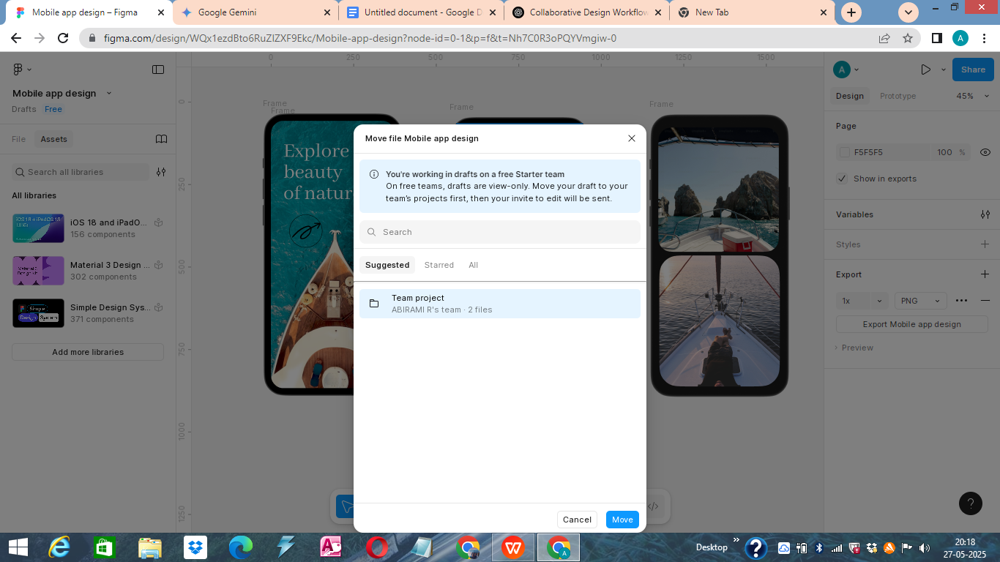 Mobile app design – Figma
Google Gemini
Untitled document - Google D
Collaborative Design Workflow
New Tab
figma.com/design/WQx1ezdBto6RuZlZXF9Ekc/Mobile-app-design?node-id=0-1&p=f&t=Nh7C0R3oPQYVmgiw-0
A
0 250 500 750 1000 1250 1500
Mobile app design
Drafts Free
File Assets
Search all libraries
All libraries
iOS 18 and iPadO...
156 components
Material 3 Design ...
302 components
Simple Design Sys...
371 components
Add more libraries
0
250
500
750
1000
1250
Frame
Frame
Frame
Frame
Explore
beauty
of natur
Move file Mobile app design
You're working in drafts on a free Starter team
On free teams, drafts are view-only. Move your draft to your
team's projects first, then your invite to edit will be sent.
Search
Suggested Starred All
Team project
ABIRAMI R's team · 2 files
Cancel Move
A
Share
Design Prototype 45%
Page
F5F5F5 100 %
Show in exports
Variables
Styles
Export
1x PNG
Export Mobile app design
Preview
?
Desktop
20:18
27-05-2025